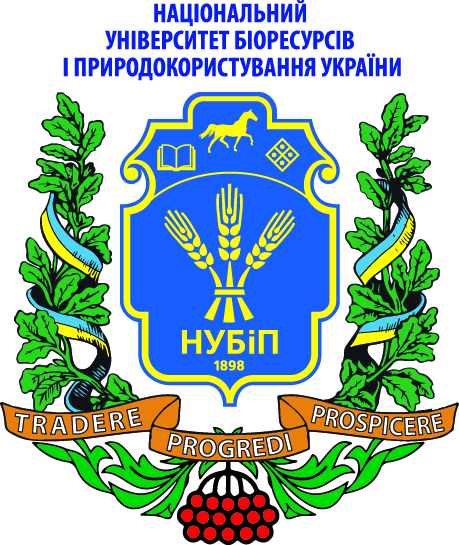 НАЦІОНАЛЬНИЙ
УНІВЕРСИТЕТ БІОРЕСУРСІВ
І ПРИРОДОКОРИСТУВАННЯ УКРАЇНИ
НУБіП
1898
TRADERE
PROGREDI
PROSPICERE